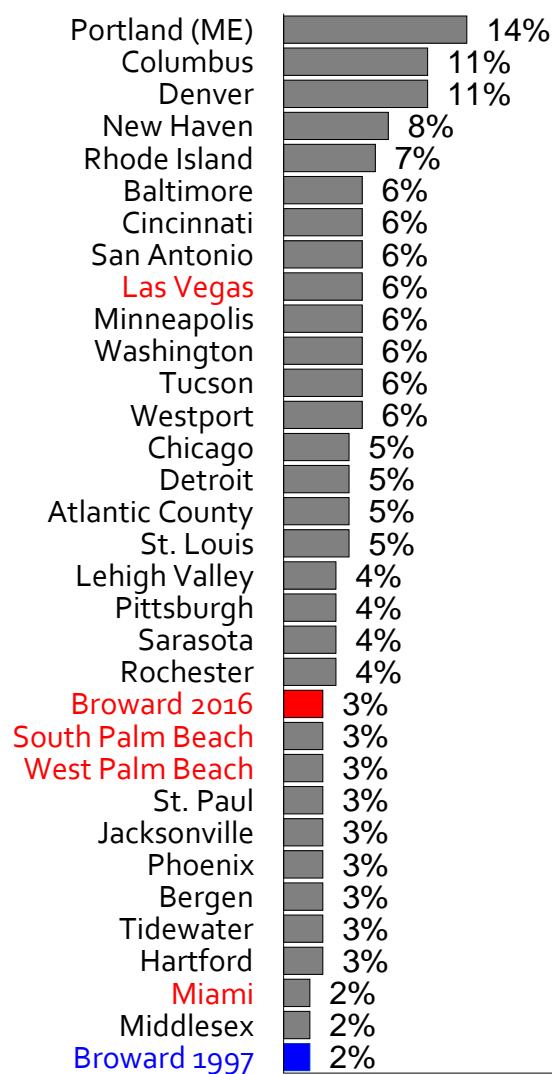 Portland (ME) 14%
Columbus 11%
Denver 11%
New Haven 8%
Rhode Island 7%
Baltimore 6%
Cincinnati 6%
San Antonio 6%
Las Vegas 6%
Minneapolis 6%
Washington 6%
Tucson 6%
Westport 6%
Chicago 5%
Detroit 5%
Atlantic County 5%
St. Louis 5%
Lehigh Valley 4%
Pittsburgh 4%
Sarasota 4%
Rochester 4%
Broward 2016 3%
South Palm Beach 3%
West Palm Beach 3%
St. Paul 3%
Jacksonville 3%
Phoenix 3%
Bergen 3%
Tidewater 3%
Hartford 3%
Miami 2%
Middlesex 2%
Broward 1997 2%